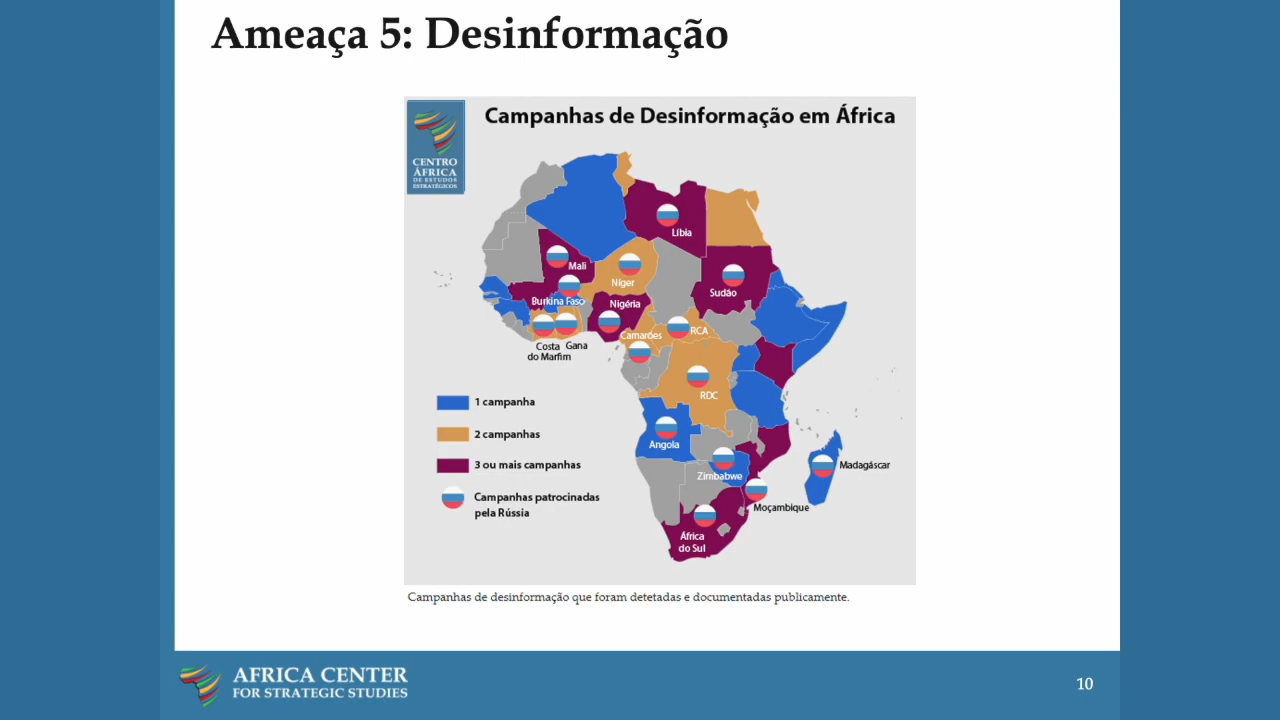 Ameaça 5: Desinformação
CENTRO
ÁFRICA
DE ESTUDOS
ESTRATÉGICOS
Campanhas de Desinformação em África
Líbia
Mali
Níger
Sudão
Burkina Faso
Nigéria
Camarões
RCA
Costa
do Marfim
Gana
RDC
Angola
Zimbabwe
Madagáscar
Moçambique
África
do Sul
1 campanha
2 campanhas
3 ou mais campanhas
Campanhas patrocinadas
pela Rússia
Campanhas de desinformação que foram detetadas e documentadas publicamente.
AFRICA CENTER
FOR STRATEGIC STUDIES
10